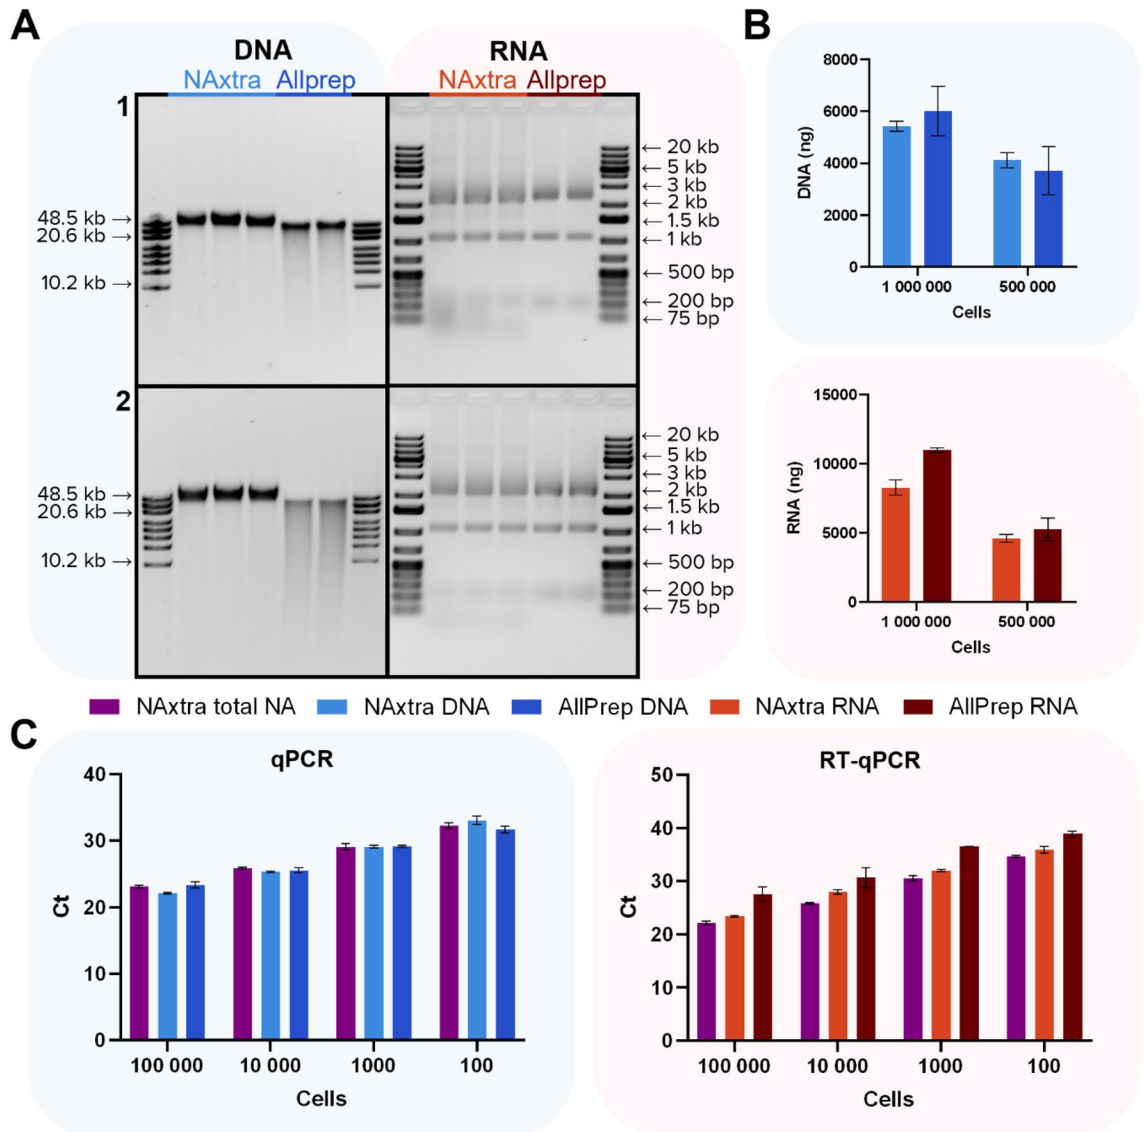 A
DNA
RNA
NAxtra Allprep
NAxtra Allprep
1
48.5 kb →
20.6 kb →
10.2 kb →
← 20 kb
← 5 kb
← 3 kb
← 2 kb
← 1.5 kb
← 1 kb
← 500 bp
← 200 bp
← 75 bp
2
48.5 kb →
20.6 kb →
10.2 kb →
← 20 kb
← 5 kb
← 3 kb
← 2 kb
← 1.5 kb
← 1 kb
← 500 bp
← 200 bp
← 75 bp
B
DNA (ng)
8000
6000
4000
2000
0
1 000 000 500 000
Cells
RNA (ng)
15000
10000
5000
0
1 000 000 500 000
Cells
NAxtra total NA NAxtra DNA AllPrep DNA NAxtra RNA AllPrep RNA
C
qPCR
Ct
40
30
20
10
0
100 000 10 000 1000 100
Cells
RT-qPCR
Ct
50
40
30
20
10
0
100 000 10 000 1000 100
Cells